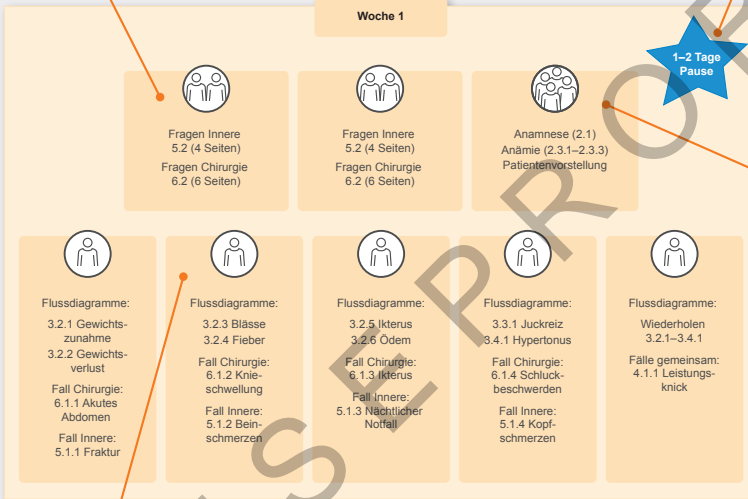 Woche 1
1–2 Tage
Pause
Fragen Innere
5.2 (4 Seiten)
Fragen Chirurgie
6.2 (6 Seiten)
Fragen Innere
5.2 (4 Seiten)
Fragen Chirurgie
6.2 (6 Seiten)
Anamnese (2.1)
Anämie (2.3.1–2.3.3)
Patientenvorstellung
Flussdiagramme:
3.2.1 Gewichts-
zunahme
3.2.2 Gewichts-
verlust
Fall Chirurgie:
6.1.1 Akutes
Abdomen
Fall Innere:
5.1.1 Fraktur
Flussdiagramme:
3.2.3 Blässe
3.2.4 Fieber
Fall Chirurgie:
6.1.2 Knie-
schwellung
Fall Innere:
5.1.2 Bein-
schmerzen
Flussdiagramme:
3.2.5 Ikterus
3.2.6 Ödem
Fall Chirurgie:
6.1.3 Ikterus
Fall Innere:
5.1.3 Nächtlicher
Notfall
Flussdiagramme:
3.3.1 Juckreiz
3.4.1 Hypertonus
Fall Chirurgie:
6.1.4 Schluck-
beschwerden
Fall Innere:
5.1.4 Kopf-
schmerzen
Flussdiagramme:
Wiederholen
3.2.1–3.4.1
Fälle gemeinsam:
4.1.1 Leistungs-
knick
S E P R O